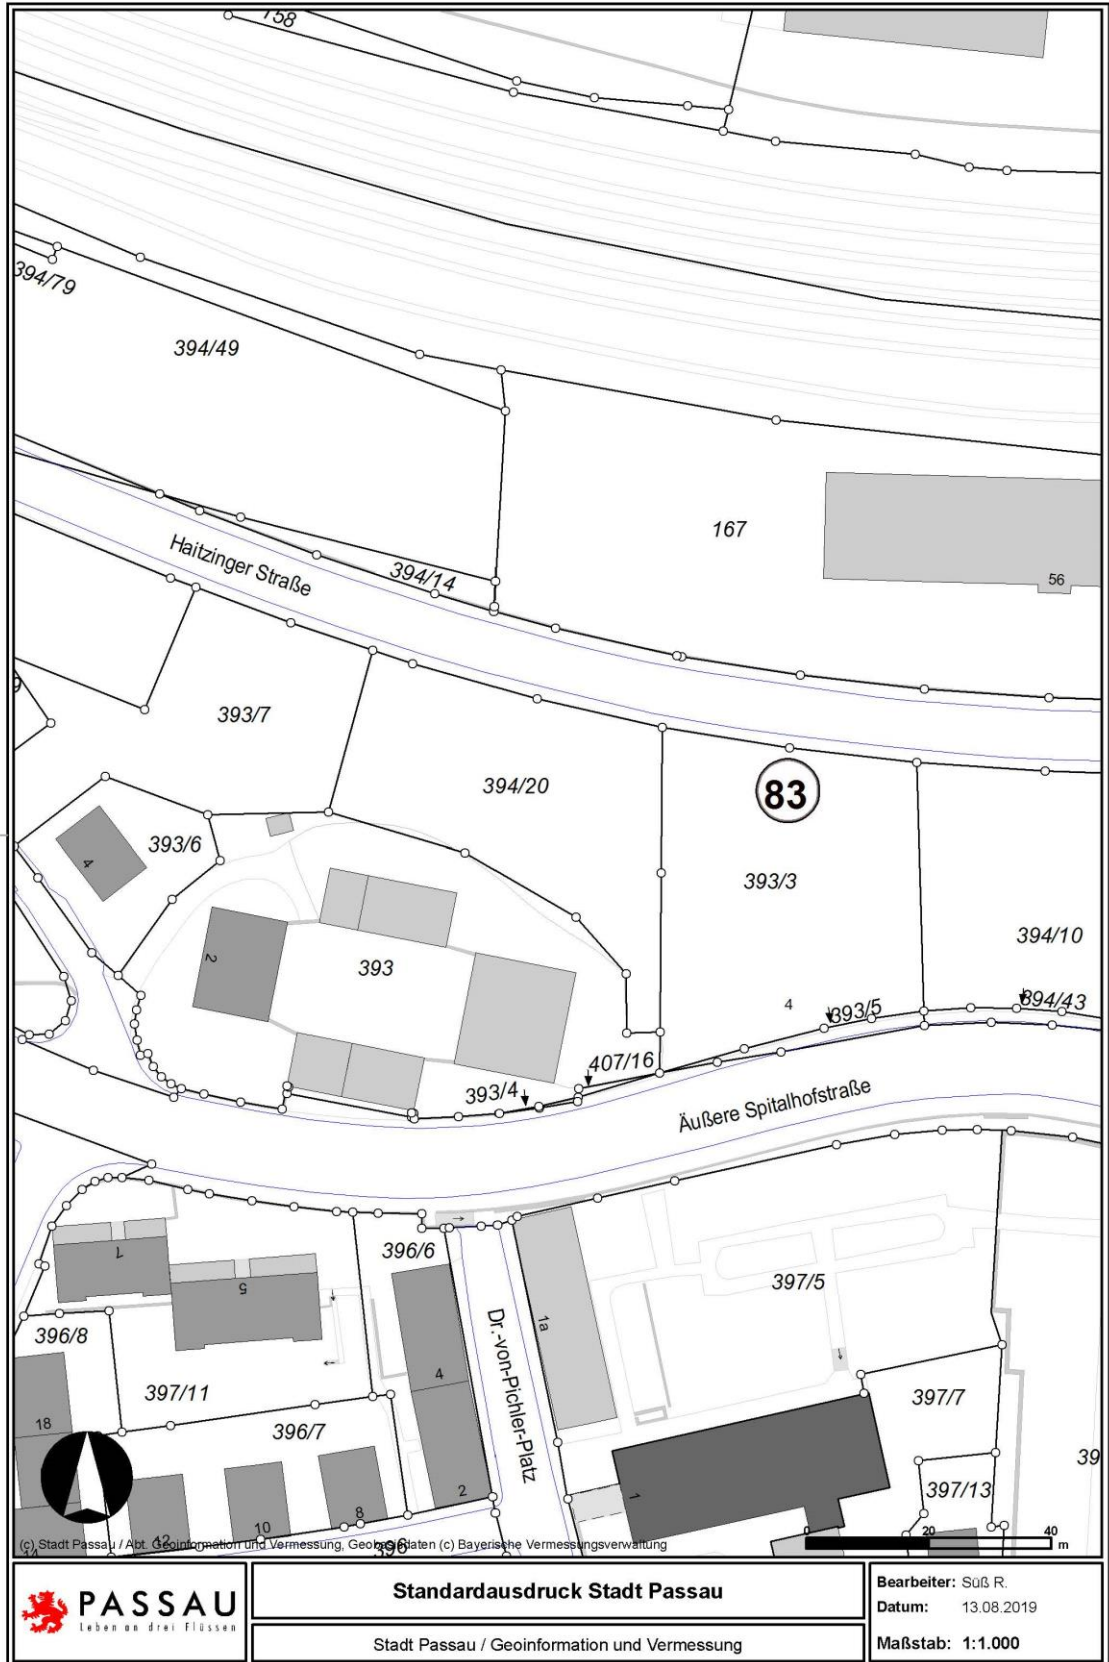 158
394/79
394/49
167
56
Haitzinger Straße
394/14
9
393/7
394/20
83
393/6
4
393/3
394/10
2
393
4
393/5
394/43
407/16
393/4
Äußere Spitalhofstraße
396/6
7
5
397/5
396/8
1a
Dr.-von-Pichler-Platz
4
397/11
397/7
18
396/7
39
2
1
397/13
8
10
12
14
396
0 20 40
m
(c) Stadt Passau / Abt. Geoinformation und Vermessung, Geobasisdaten (c) Bayerische Vermessungsverwaltung
PASSAU
Leben an drei Flüssen
Standardausdruck Stadt Passau
Stadt Passau / Geoinformation und Vermessung
Bearbeiter: Süß R.
Datum: 13.08.2019
Maßstab: 1:1.000